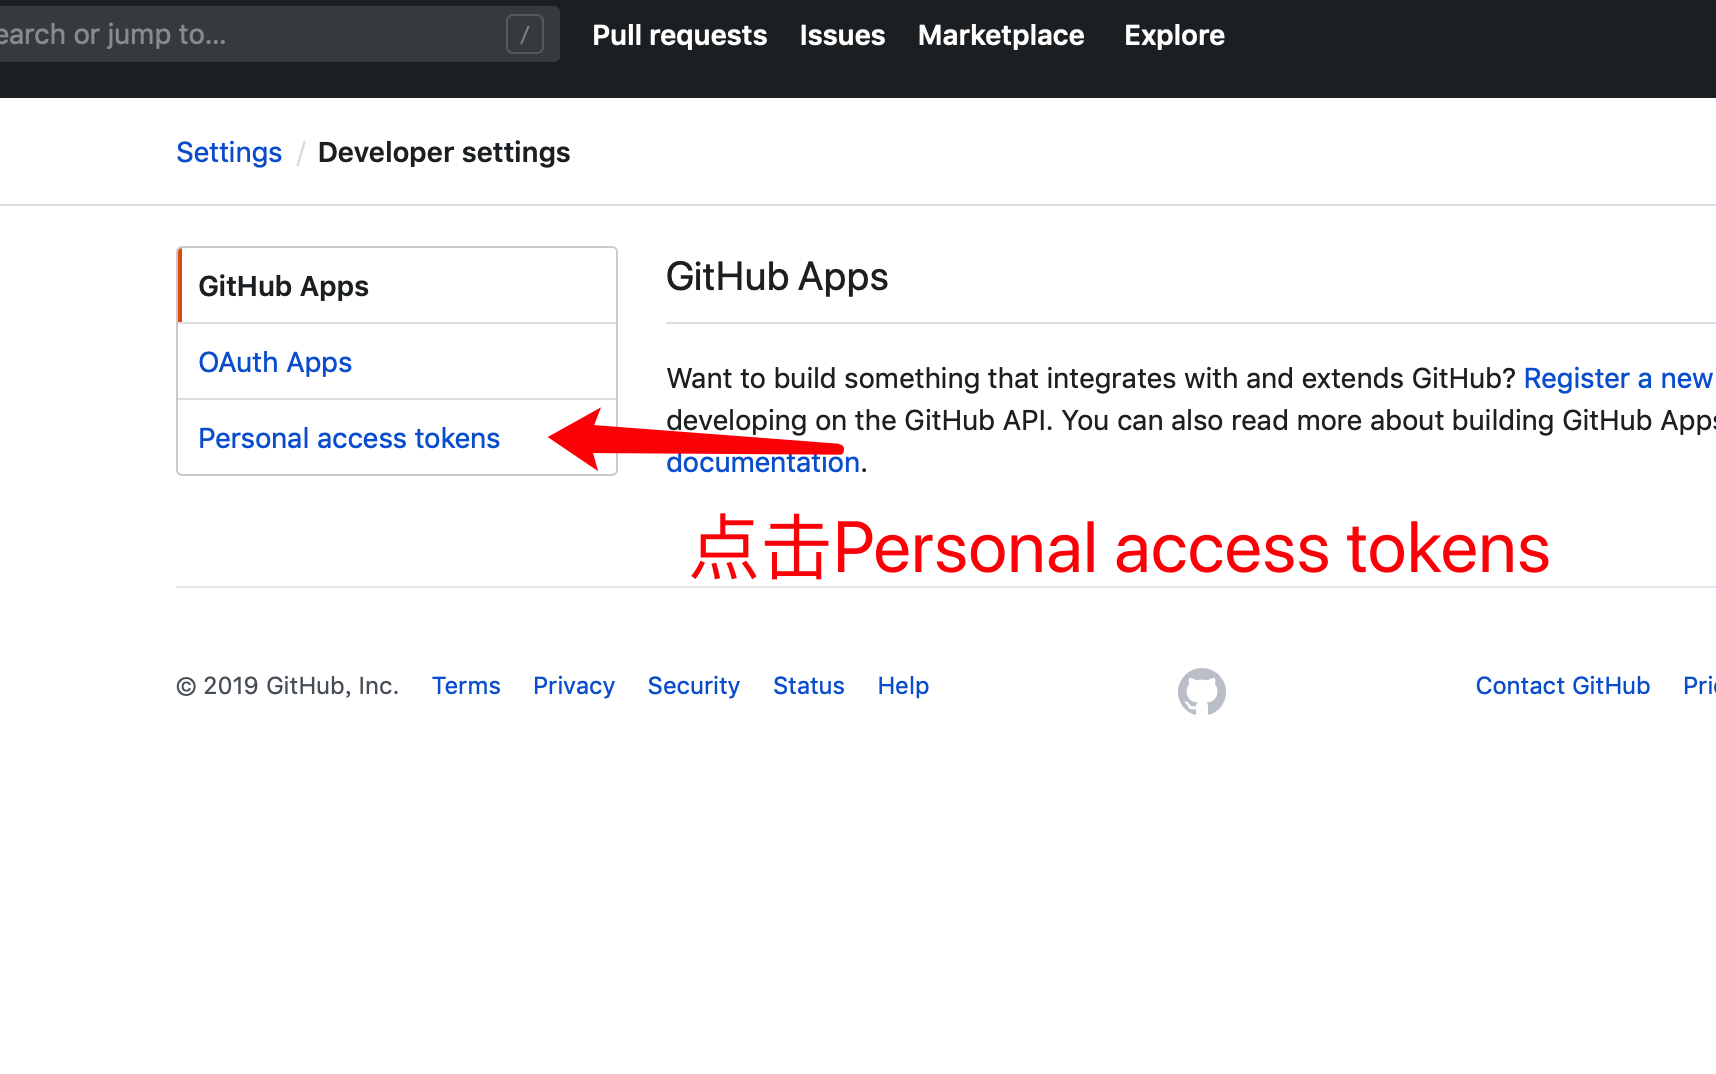 earch or jump to...
/
Pull requests
Issues
Marketplace
Explore
Settings / Developer settings
GitHub Apps
OAuth Apps
Personal access tokens
GitHub Apps
Want to build something that integrates with and extends GitHub? Register a new
developing on the GitHub API. You can also read more about building GitHub Apps
documentation.
点击Personal access tokens
© 2019 GitHub, Inc.
Terms
Privacy
Security
Status
Help
Contact GitHub